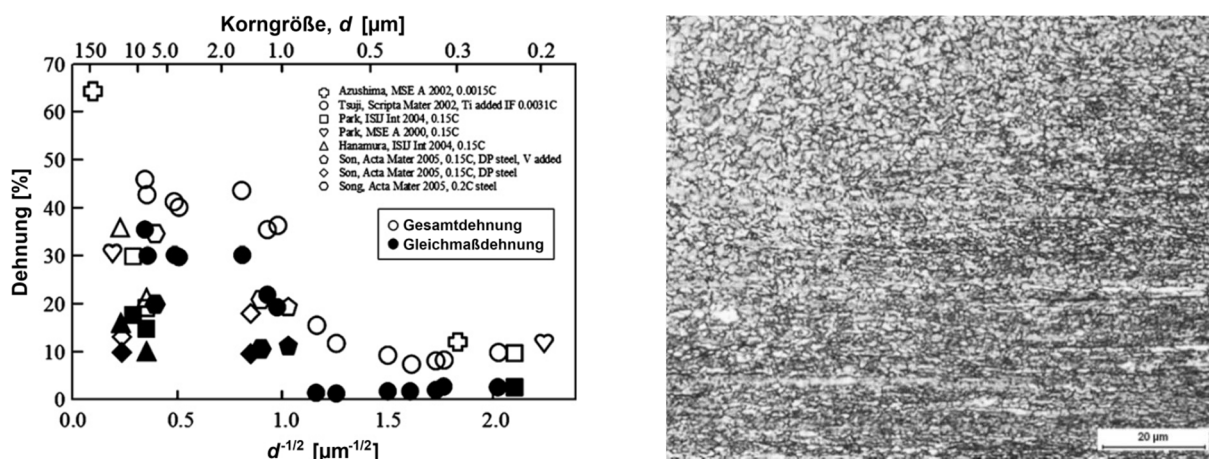 Korngröße, d [µm]
150 10 5.0 2.0 1.0 0.5 0.3 0.2
70
60
50
40
30
20
10
0
Dehnung [%]
Azushima, MSE A 2002, 0.0015C
Tsuji, Scripta Mater 2002, Ti added IF 0.0031C
Park, ISIJ Int 2004, 0.15C
Park, MSE A 2000, 0.15C
Hanamura, ISIJ Int 2004, 0.15C
Son, Acta Mater 2005, 0.15C, DP steel, V added
Son, Acta Mater 2005, 0.15C, DP steel
Song, Acta Mater 2005, 0.2C steel
Gesamtdehnung
Gleichmaßdehnung
0.0 0.5 1.0 1.5 2.0
d⁻¹/² [µm⁻¹/²]
20 µm